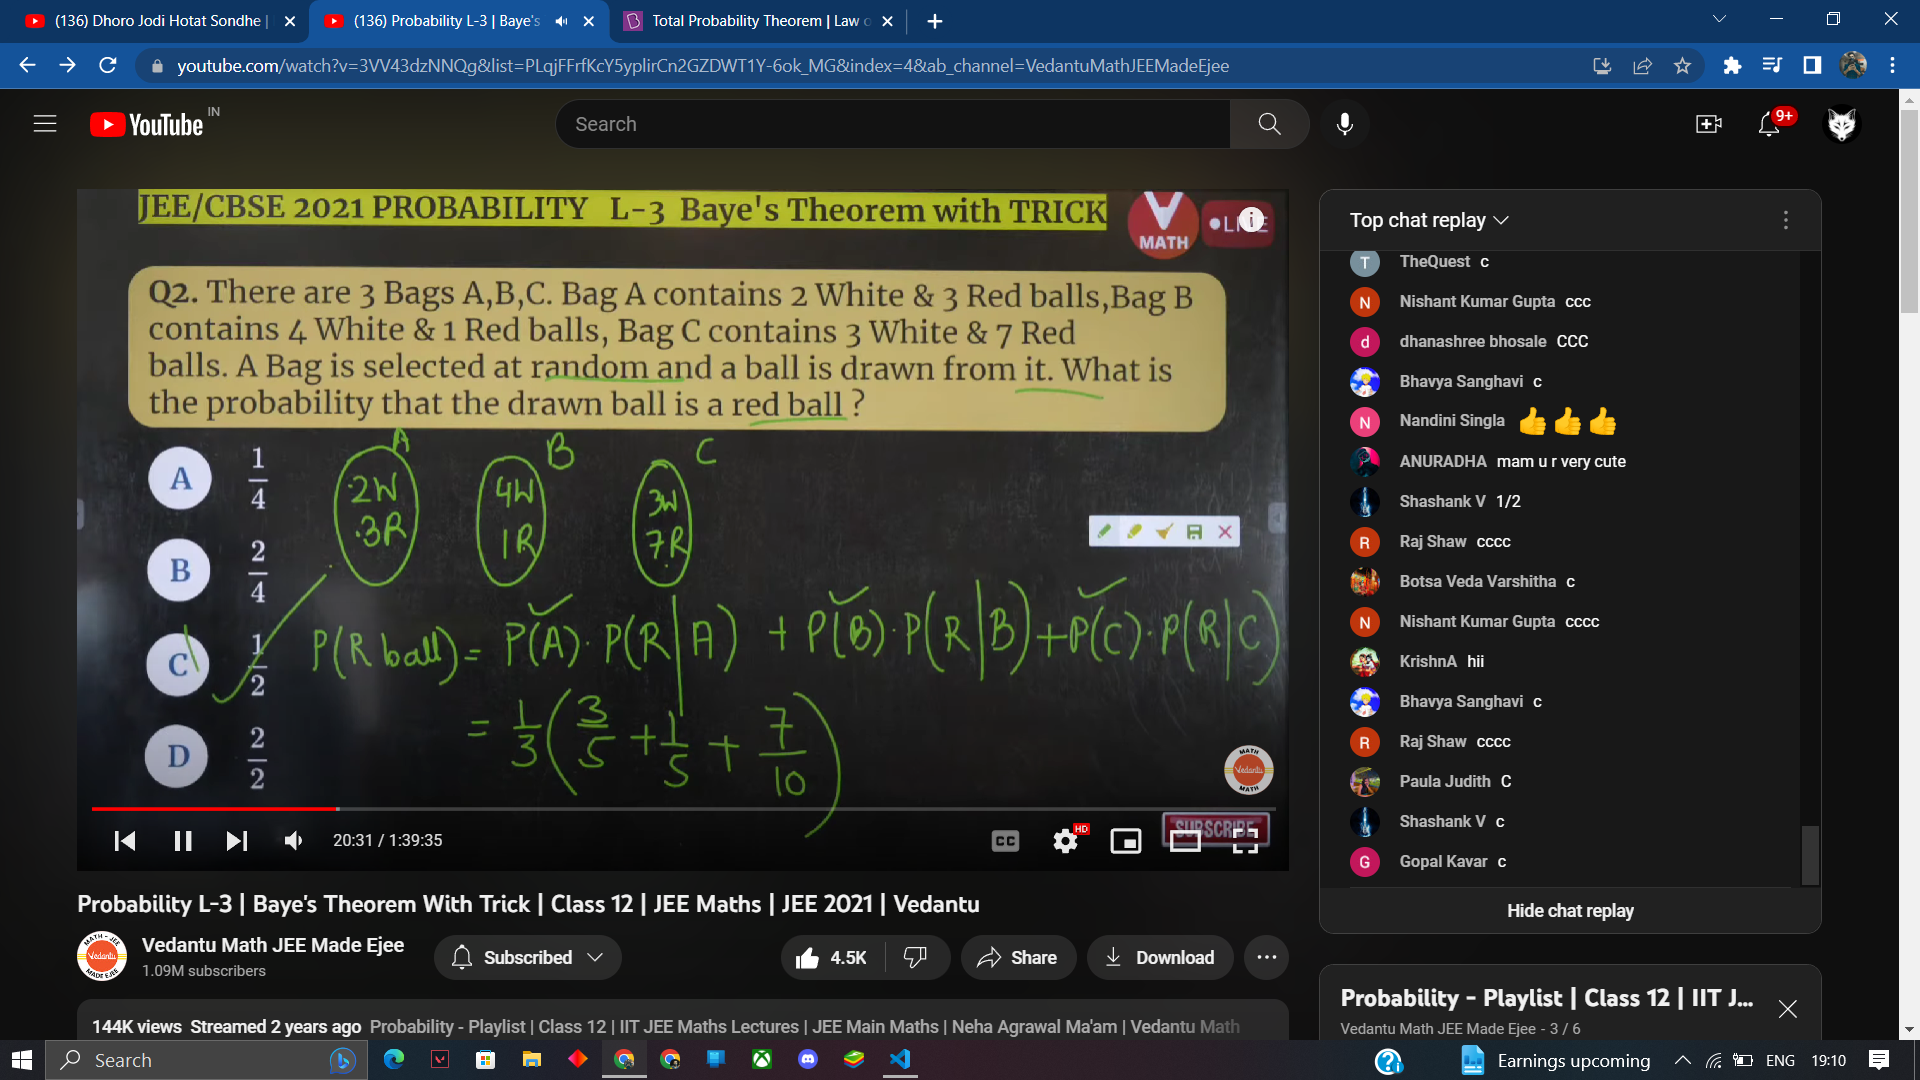 (136) Dhoro Jodi Hotat Sondhe |
(136) Probability L-3 | Baye's
Total Probability Theorem | Law o
youtube.com/watch?v=3VV43dzNNQg&list=PLqjFFrfKcY5yplirCn2GZDWT1Y-6ok_MG&index=4&ab_channel=VedantuMathJEEMadeEjee
YouTube IN
Search
9+
JEE/CBSE 2021 PROBABILITY L-3 Baye's Theorem with TRICK
MATH
Q2. There are 3 Bags A,B,C. Bag A contains 2 White & 3 Red balls,Bag B
contains 4 White & 1 Red balls, Bag C contains 3 White & 7 Red
balls. A Bag is selected at random and a ball is drawn from it. What is
the probability that the drawn ball is a red ball ?
A 1/4
B 2/4
C 1/2
D 2/2
A B C
2W 4W 3W
3R 1R 7R
P(R ball) = P(A)·P(R|A) + P(B)·P(R|B) + P(C)·P(R|C)
= 1/3 (3/5 + 1/5 + 7/10)
MATH
Vedantu
MATH
SUBSCRIBE
20:31 / 1:39:35
CC
HD
Probability L-3 | Baye's Theorem With Trick | Class 12 | JEE Maths | JEE 2021 | Vedantu
MATH - JEE
Vedantu
MADE EJEE
Vedantu Math JEE Made Ejee
1.09M subscribers
Subscribed
4.5K
Share
Download
144K views Streamed 2 years ago Probability - Playlist | Class 12 | IIT JEE Maths Lectures | JEE Main Maths | Neha Agrawal Ma'am | Vedantu Math
Top chat replay
T TheQuest c
N Nishant Kumar Gupta ccc
d dhanashree bhosale CCC
Bhavya Sanghavi c
N Nandini Singla 👍👍👍
ANURADHA mam u r very cute
Shashank V 1/2
R Raj Shaw cccc
Botsa Veda Varshitha c
N Nishant Kumar Gupta cccc
KrishnA hii
Bhavya Sanghavi c
R Raj Shaw cccc
Paula Judith C
Shashank V c
G Gopal Kavar c
Hide chat replay
Probability - Playlist | Class 12 | IIT J...
Vedantu Math JEE Made Ejee - 3 / 6
Search
Earnings upcoming
ENG
19:10